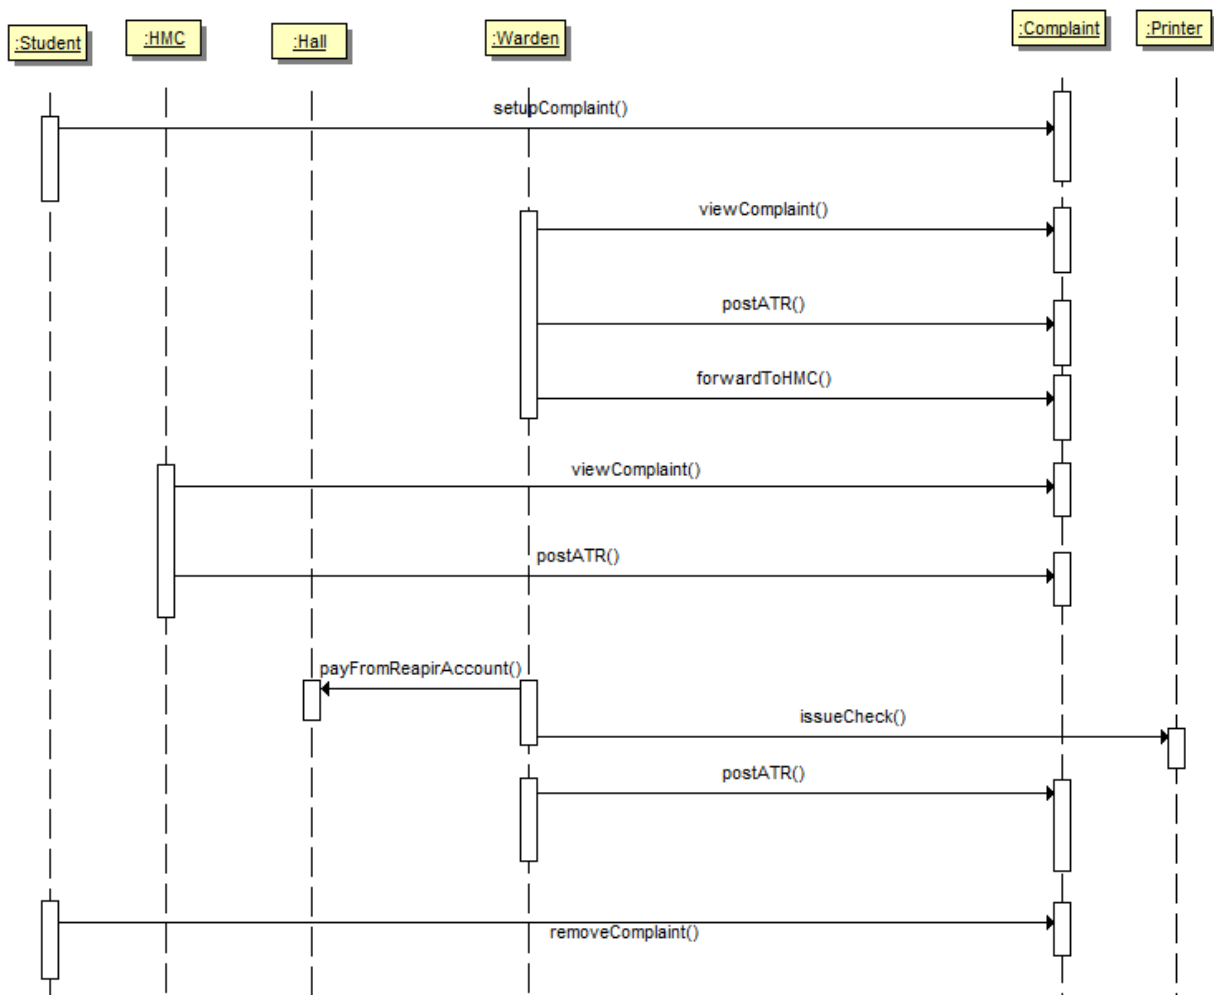 :Student
:HMC
:Hall
:Warden
:Complaint
:Printer
setupComplaint()
viewComplaint()
postATR()
forwardToHMC()
viewComplaint()
postATR()
payFromReapirAccount()
issueCheck()
postATR()
removeComplaint()